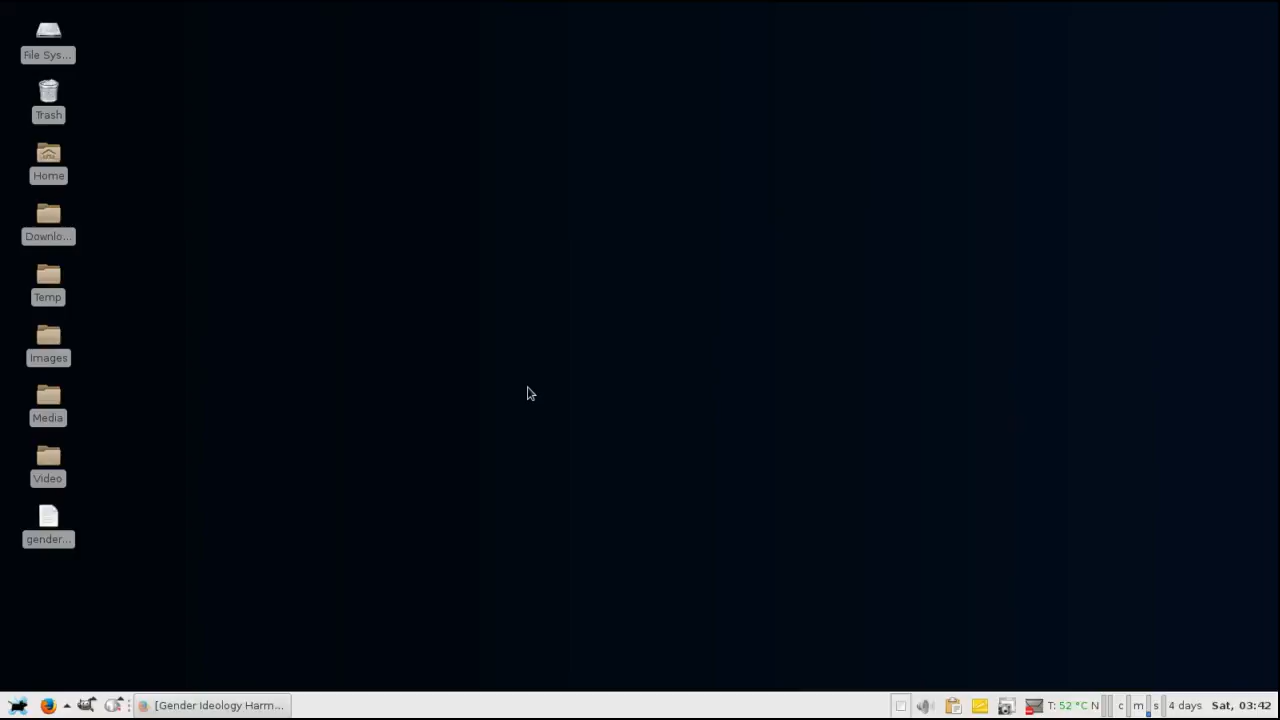 File Sys...
Trash
Home
Downlo...
Temp
Images
Media
Video
gender...
[Gender Ideology Harm...
T: 52 °C N c m s 4 days Sat, 03:42